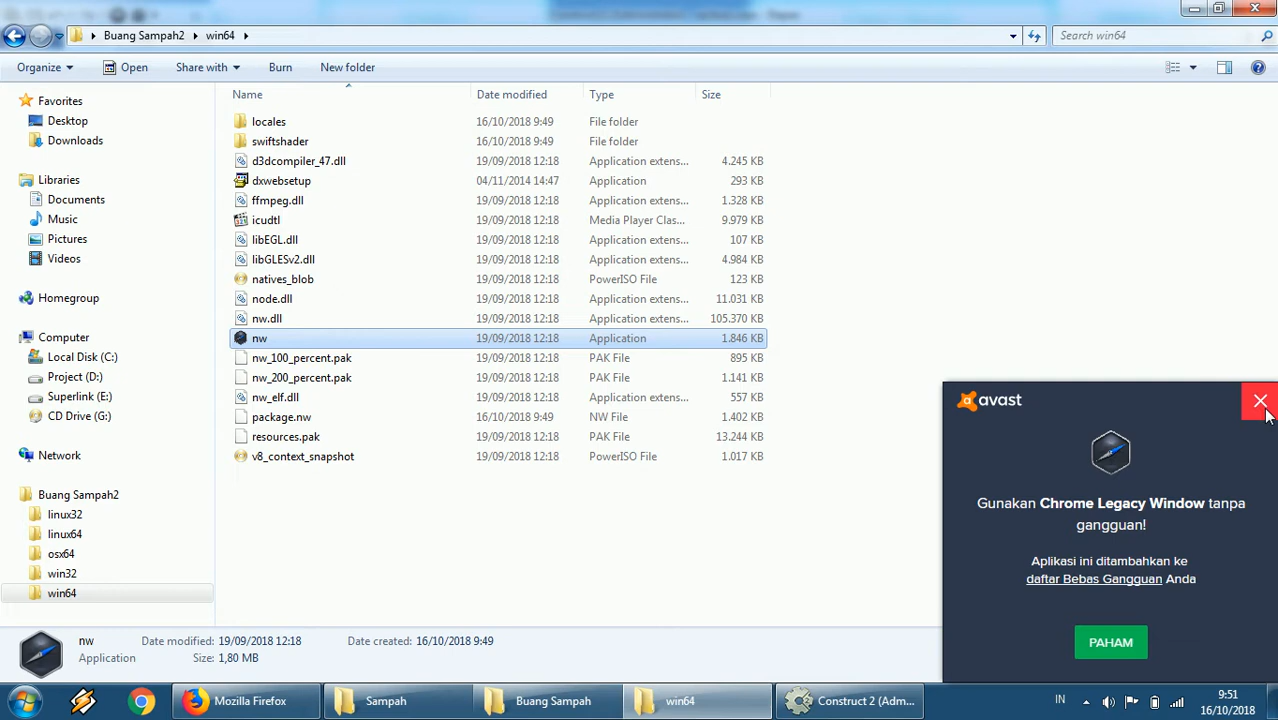 Buang Sampah2 win64
Search win64
Organize Open Share with Burn New folder
Name Date modified Type Size
Favorites
Desktop
Downloads
Libraries
Documents
Music
Pictures
Videos
Homegroup
Computer
Local Disk (C:)
Project (D:)
Superlink (E:)
CD Drive (G:)
Network
Buang Sampah2
linux32
linux64
osx64
win32
win64
locales 16/10/2018 9:49 File folder
swiftshader 16/10/2018 9:49 File folder
d3dcompiler_47.dll 19/09/2018 12:18 Application extens... 4.245 KB
dxwebsetup 04/11/2014 14:47 Application 293 KB
ffmpeg.dll 19/09/2018 12:18 Application extens... 1.328 KB
icudtl 19/09/2018 12:18 Media Player Clas... 9.979 KB
libEGL.dll 19/09/2018 12:18 Application extens... 107 KB
libGLESv2.dll 19/09/2018 12:18 Application extens... 4.984 KB
natives_blob 19/09/2018 12:18 PowerISO File 123 KB
node.dll 19/09/2018 12:18 Application extens... 11.031 KB
nw.dll 19/09/2018 12:18 Application extens... 105.370 KB
nw 19/09/2018 12:18 Application 1.846 KB
nw_100_percent.pak 19/09/2018 12:18 PAK File 895 KB
nw_200_percent.pak 19/09/2018 12:18 PAK File 1.141 KB
nw_elf.dll 19/09/2018 12:18 Application extens... 557 KB
package.nw 16/10/2018 9:49 NW File 1.402 KB
resources.pak 19/09/2018 12:18 PAK File 13.244 KB
v8_context_snapshot 19/09/2018 12:18 PowerISO File 1.017 KB
avast
Gunakan Chrome Legacy Window tanpa
gangguan!
Aplikasi ini ditambahkan ke
daftar Bebas Gangguan Anda
PAHAM
nw Date modified: 19/09/2018 12:18 Date created: 16/10/2018 9:49
Application Size: 1,80 MB
Mozilla Firefox Sampah Buang Sampah win64 Construct 2 (Adm... IN 9:51
16/10/2018